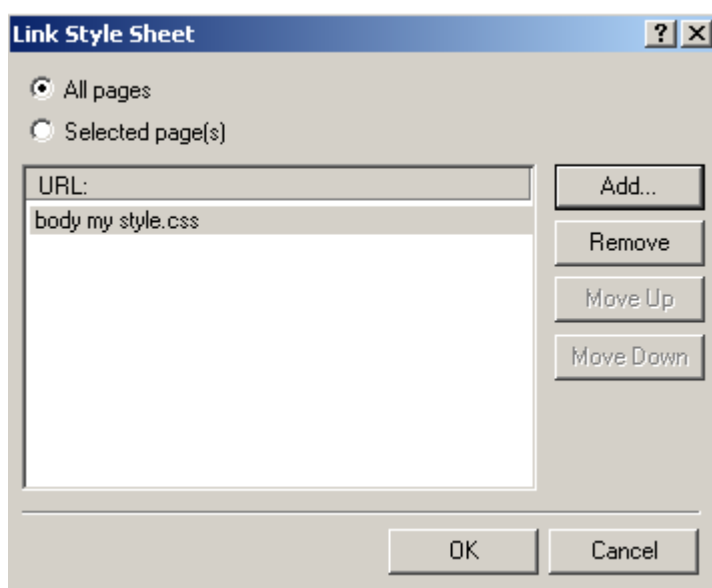 Link Style Sheet
All pages
Selected page(s)
URL:
body my style.css
Add...
Remove
Move Up
Move Down
OK
Cancel